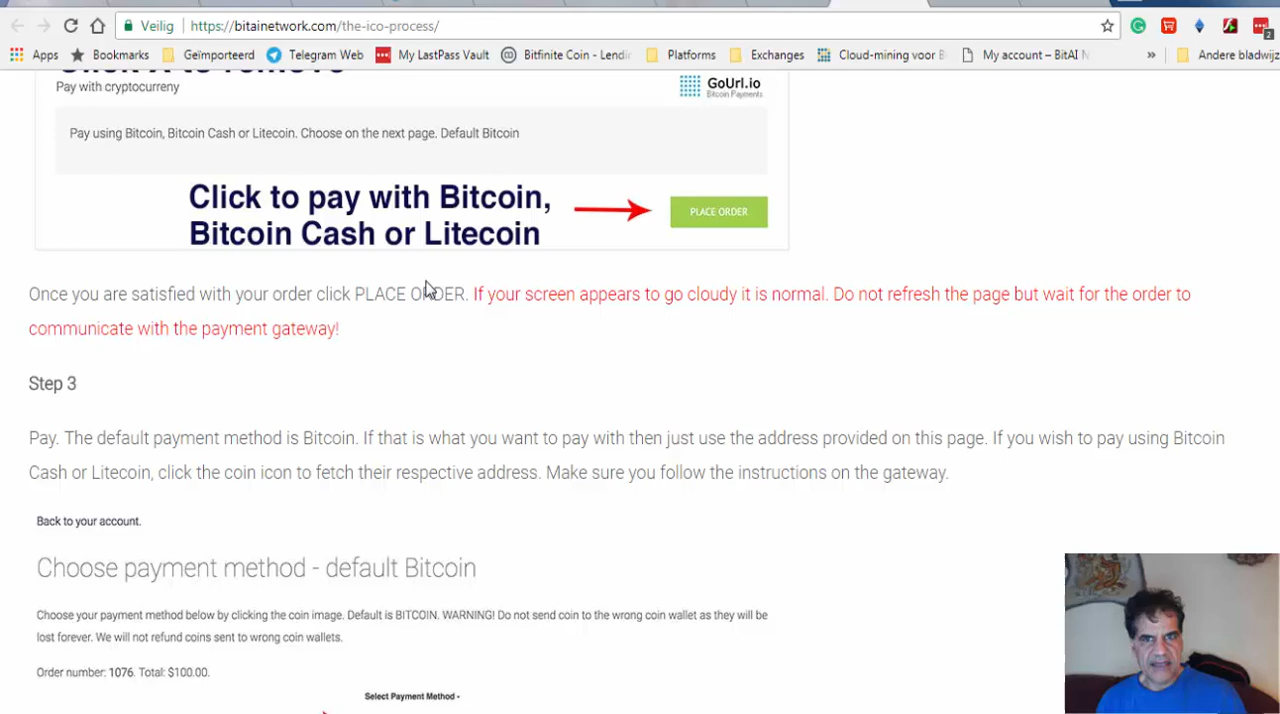 Veilig https://bitainetwork.com/the-ico-process/
Apps Bookmarks Geïmporteerd Telegram Web My LastPass Vault Bitfinite Coin - Lendi Platforms Exchanges Cloud-mining voor B My account – BitAI N » Andere bladwijz
2
Click X to remove
Pay with cryptocurreny
GoUrl.io
Bitcoin Payments
Pay using Bitcoin, Bitcoin Cash or Litecoin. Choose on the next page. Default Bitcoin
Click to pay with Bitcoin,
Bitcoin Cash or Litecoin
PLACE ORDER
Once you are satisfied with your order click PLACE ORDER. If your screen appears to go cloudy it is normal. Do not refresh the page but wait for the order to
communicate with the payment gateway!
Step 3
Pay. The default payment method is Bitcoin. If that is what you want to pay with then just use the address provided on this page. If you wish to pay using Bitcoin
Cash or Litecoin, click the coin icon to fetch their respective address. Make sure you follow the instructions on the gateway.
Back to your account.
Choose payment method - default Bitcoin
Choose your payment method below by clicking the coin image. Default is BITCOIN. WARNING! Do not send coin to the wrong coin wallet as they will be
lost forever. We will not refund coins sent to wrong coin wallets.
Order number: 1076. Total: $100.00.
Select Payment Method -